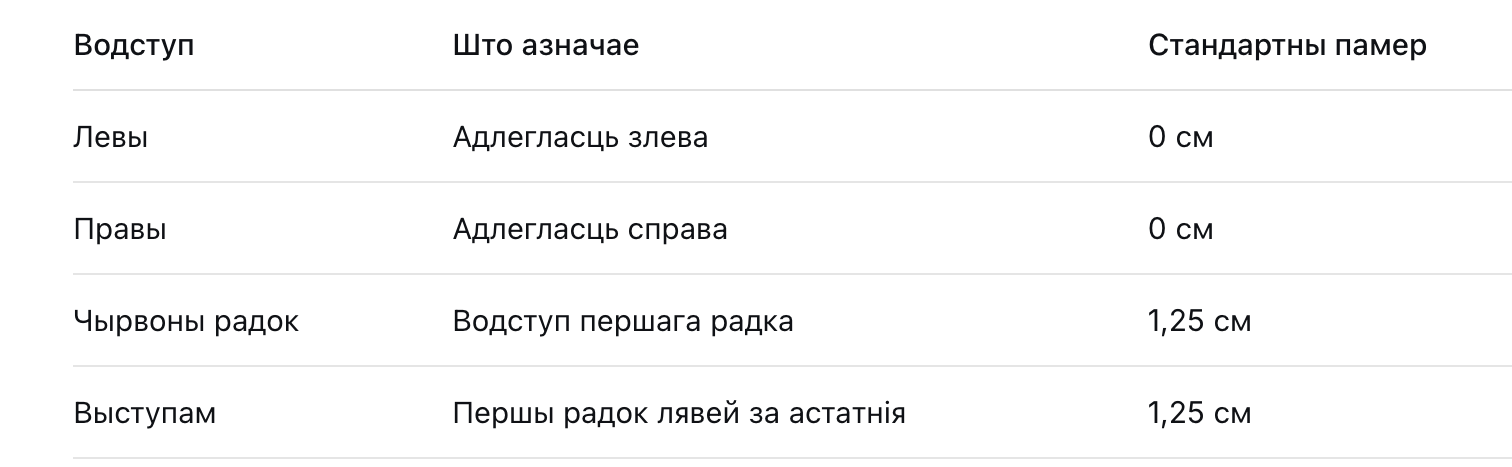 Водступ Што азначае Стандартны памер
Левы Адлегласць злева 0 см
Правы Адлегласць справа 0 см
Чырвоны радок Водступ першага радка 1,25 см
Выступам Першы радок лявей за астатнія 1,25 см